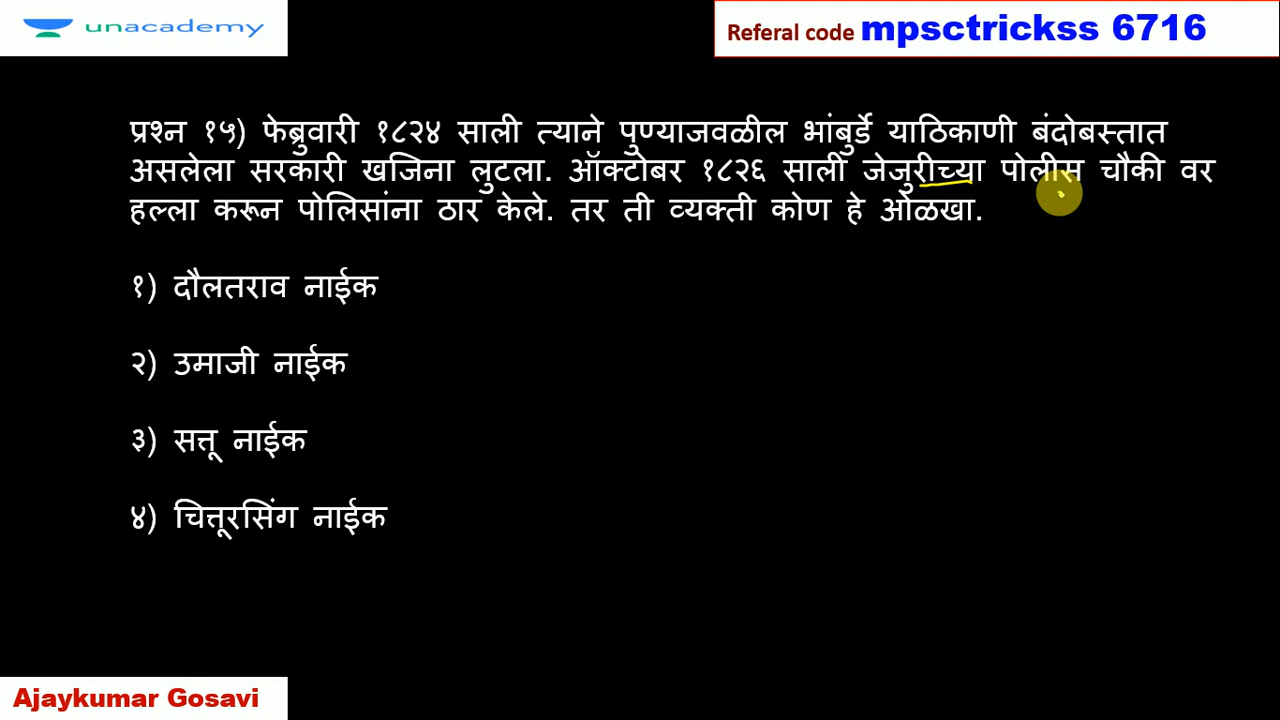 unacademy
Referal code mpsctrickss 6716
प्रश्न १५) फेब्रुवारी १८२४ साली त्याने पुण्याजवळील भांबुर्डे याठिकाणी बंदोबस्तात
असलेला सरकारी खजिना लुटला. ऑक्टोबर १८२६ साली जेजुरीच्या पोलीस चौकी वर
हल्ला करून पोलिसांना ठार केले. तर ती व्यक्ती कोण हे ओळखा.
१) दौलतराव नाईक
२) उमाजी नाईक
३) सत्तू नाईक
४) चित्तूरसिंग नाईक
Ajaykumar Gosavi